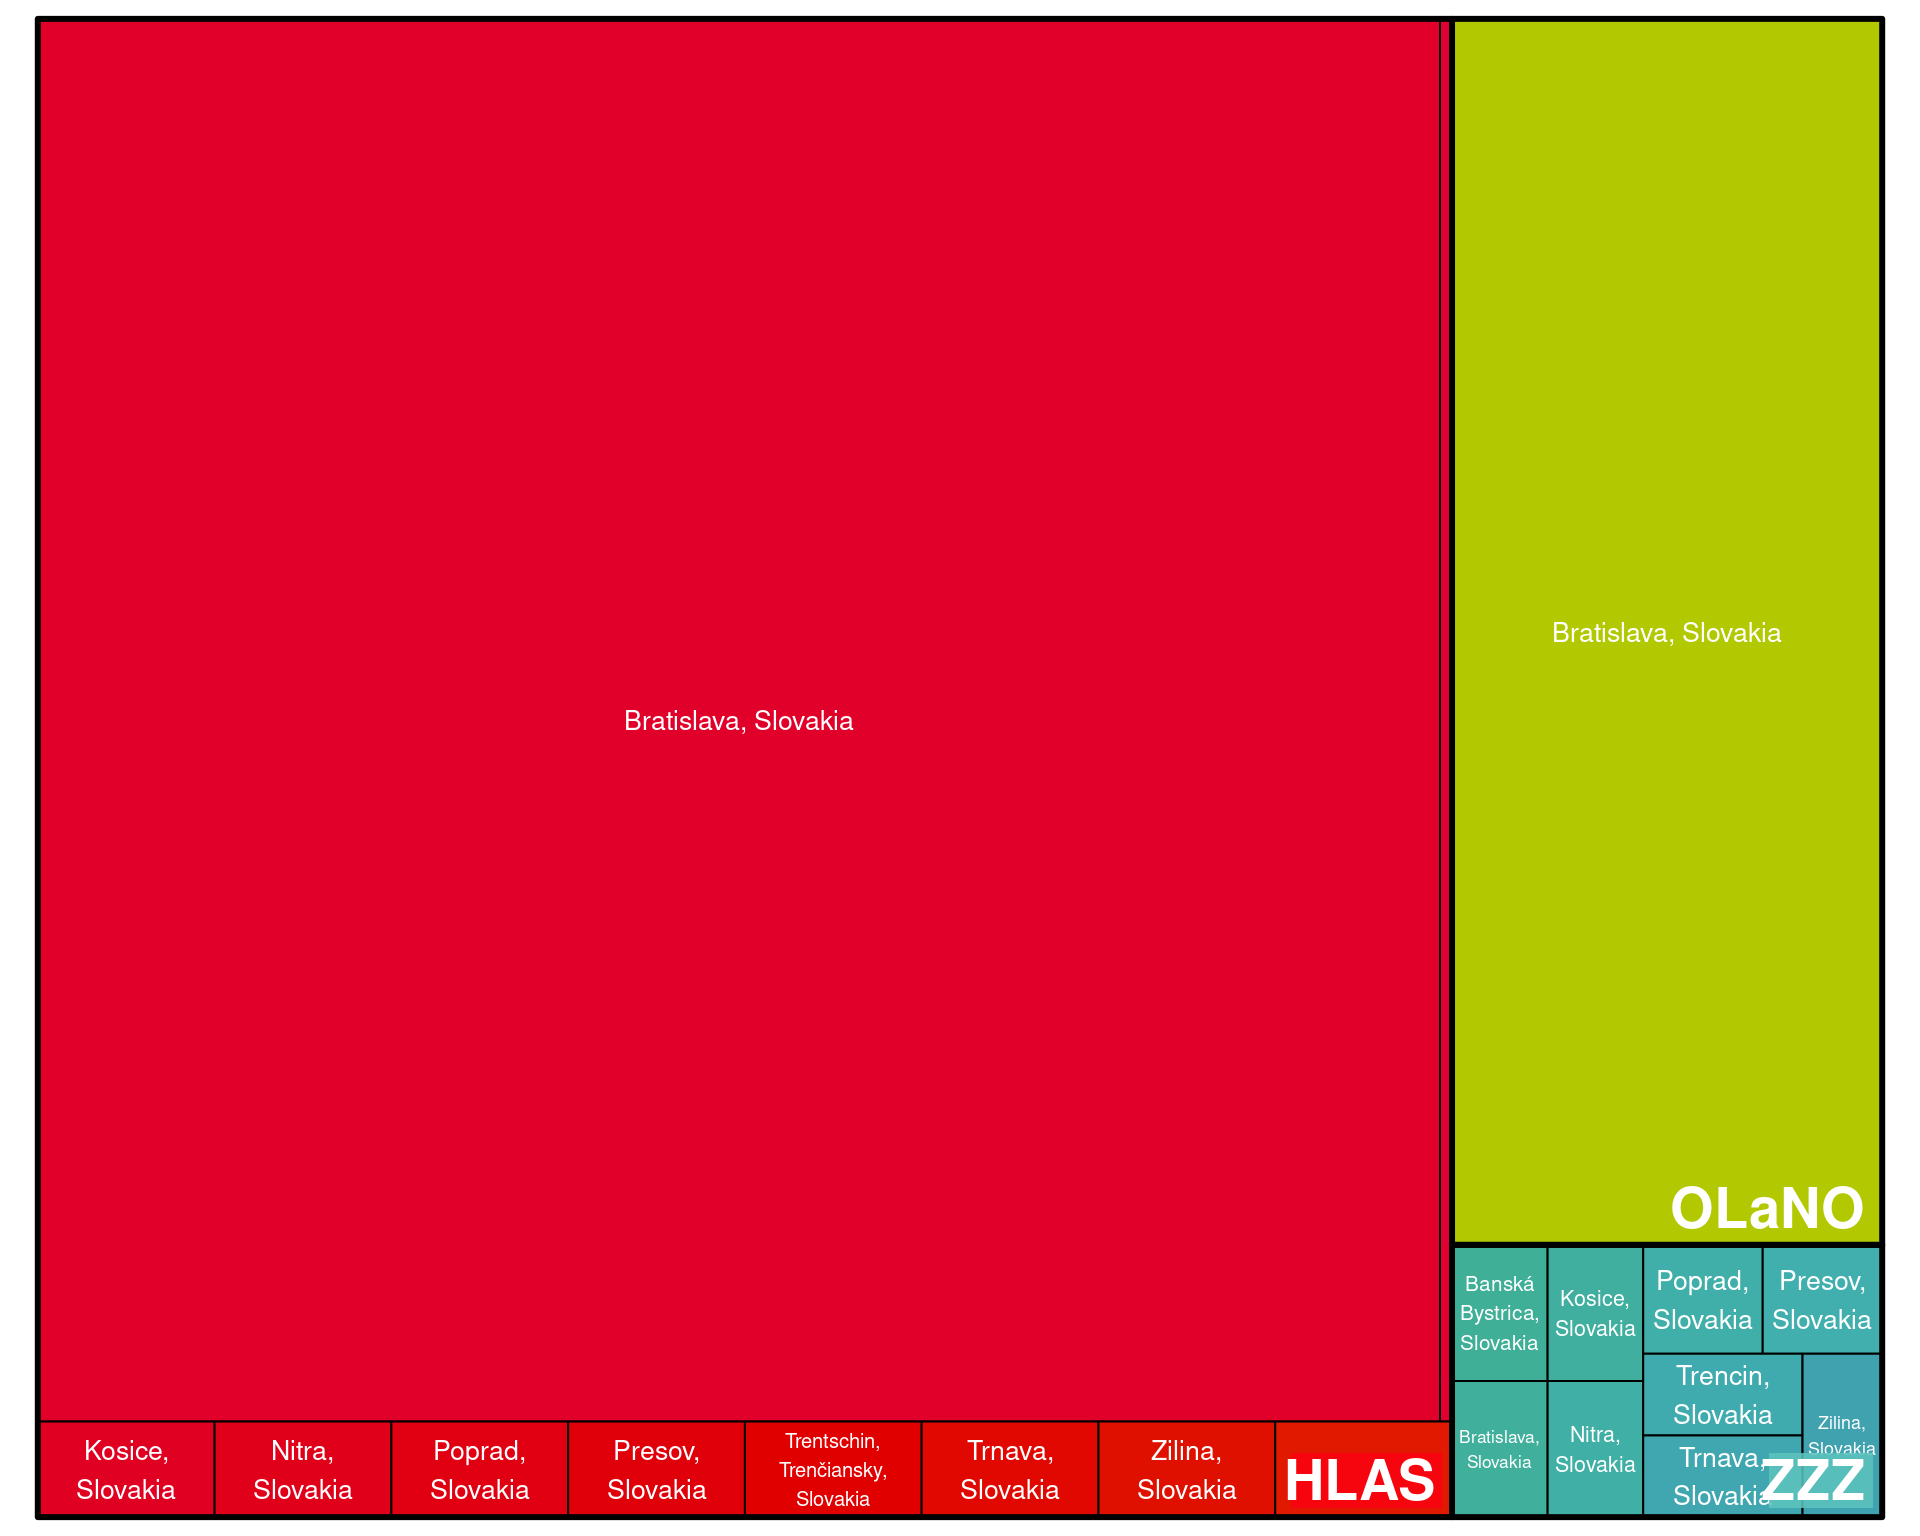 Bratislava, Slovakia
Kosice,
Slovakia
Nitra,
Slovakia
Poprad,
Slovakia
Presov,
Slovakia
Trentschin,
Trenčiansky,
Slovakia
Trnava,
Slovakia
Zilina,
Slovakia
HLAS
Bratislava, Slovakia
OLaNO
Banská
Bystrica,
Slovakia
Kosice,
Slovakia
Poprad,
Slovakia
Presov,
Slovakia
Bratislava,
Slovakia
Nitra,
Slovakia
Trencin,
Slovakia
Trnava,
Slovakia
Zilina,
Slovakia
ZZZ